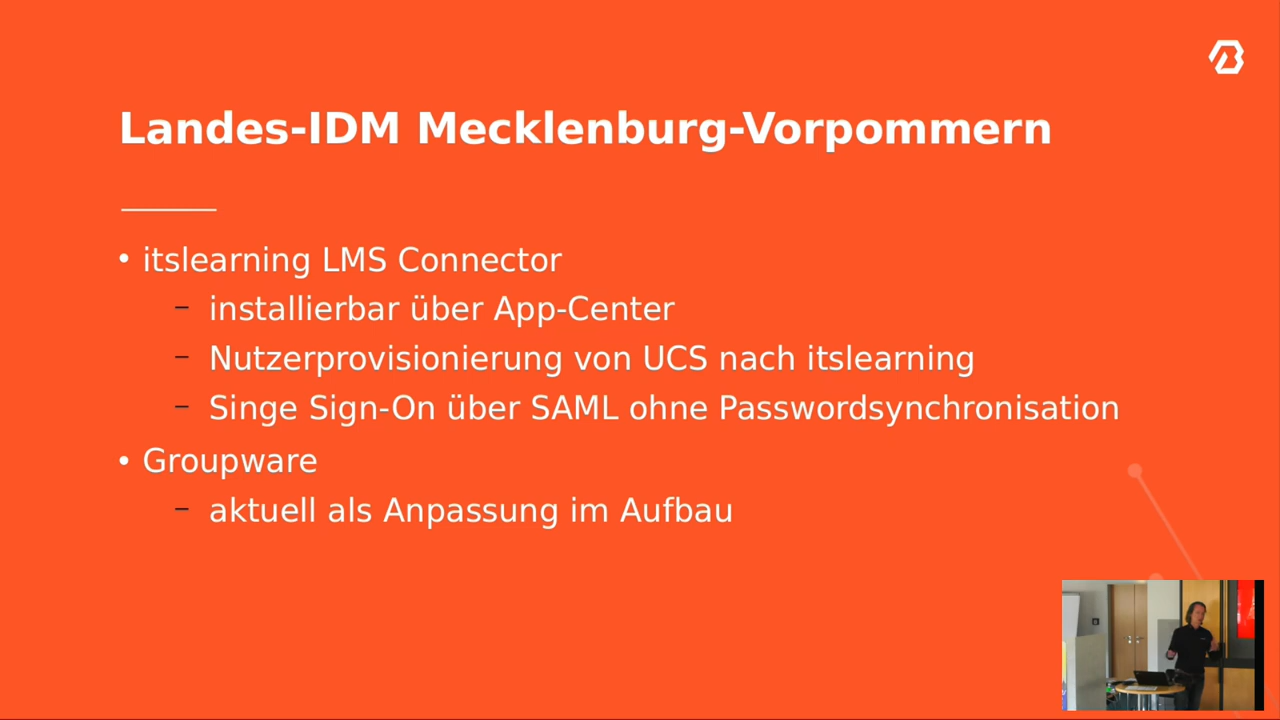 Landes-IDM Mecklenburg-Vorpommern
• itslearning LMS Connector
– installierbar über App-Center
– Nutzerprovisionierung von UCS nach itslearning
– Singe Sign-On über SAML ohne Passwordsynchronisation
• Groupware
– aktuell als Anpassung im Aufbau